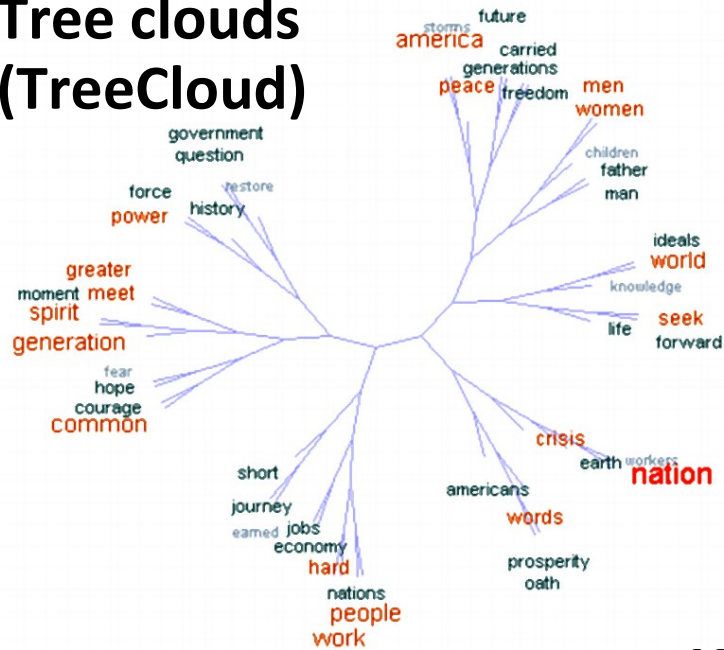 Tree clouds
(TreeCloud)
future
storms
america
carried
generations
peace
freedom
men
women
children
father
man
ideals
world
knowledge
seek
life
forward
crisis
earth
workers
nation
americans
words
prosperity
oath
government
question
restore
force
history
power
greater
moment meet
spirit
generation
fear
hope
courage
common
short
journey
earned
jobs
economy
hard
nations
people
work